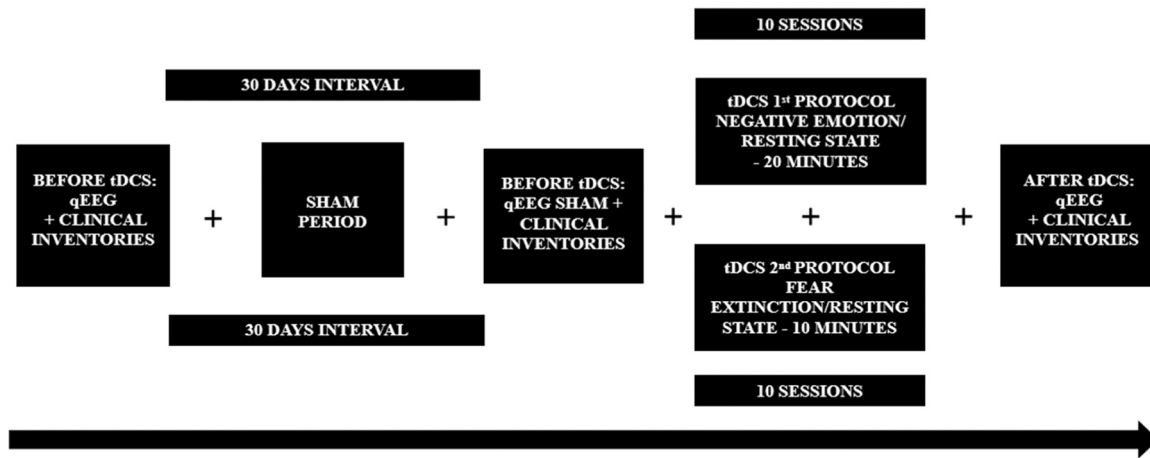 10 SESSIONS
30 DAYS INTERVAL
tDCS 1st PROTOCOL
NEGATIVE EMOTION/
RESTING STATE
- 20 MINUTES
BEFORE tDCS:
qEEG
+ CLINICAL
INVENTORIES
+
SHAM
PERIOD
+
BEFORE tDCS:
qEEG SHAM +
CLINICAL
INVENTORIES
+
+
+
AFTER tDCS:
qEEG
+ CLINICAL
INVENTORIES
tDCS 2nd PROTOCOL
FEAR
EXTINCTION/RESTING
STATE - 10 MINUTES
30 DAYS INTERVAL
10 SESSIONS